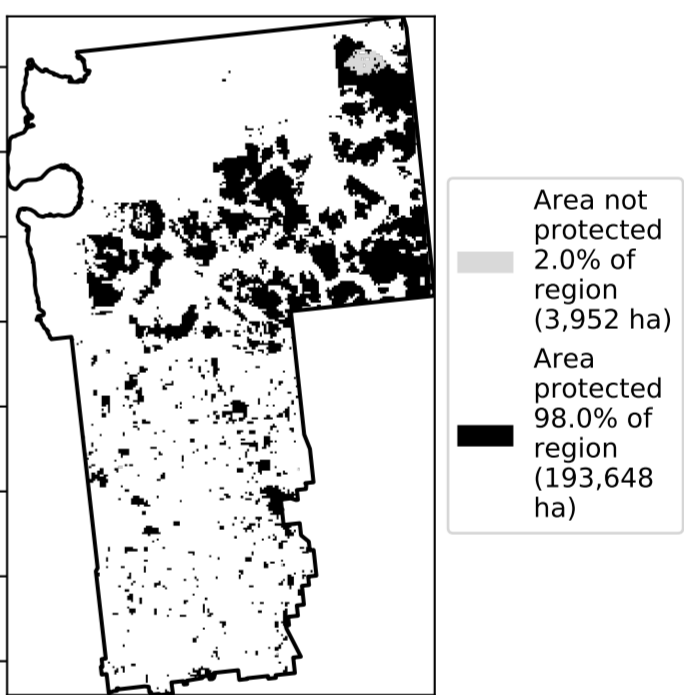 Area not
protected
2.0% of
region
(3,952 ha)
Area
protected
98.0% of
region
(193,648
ha)